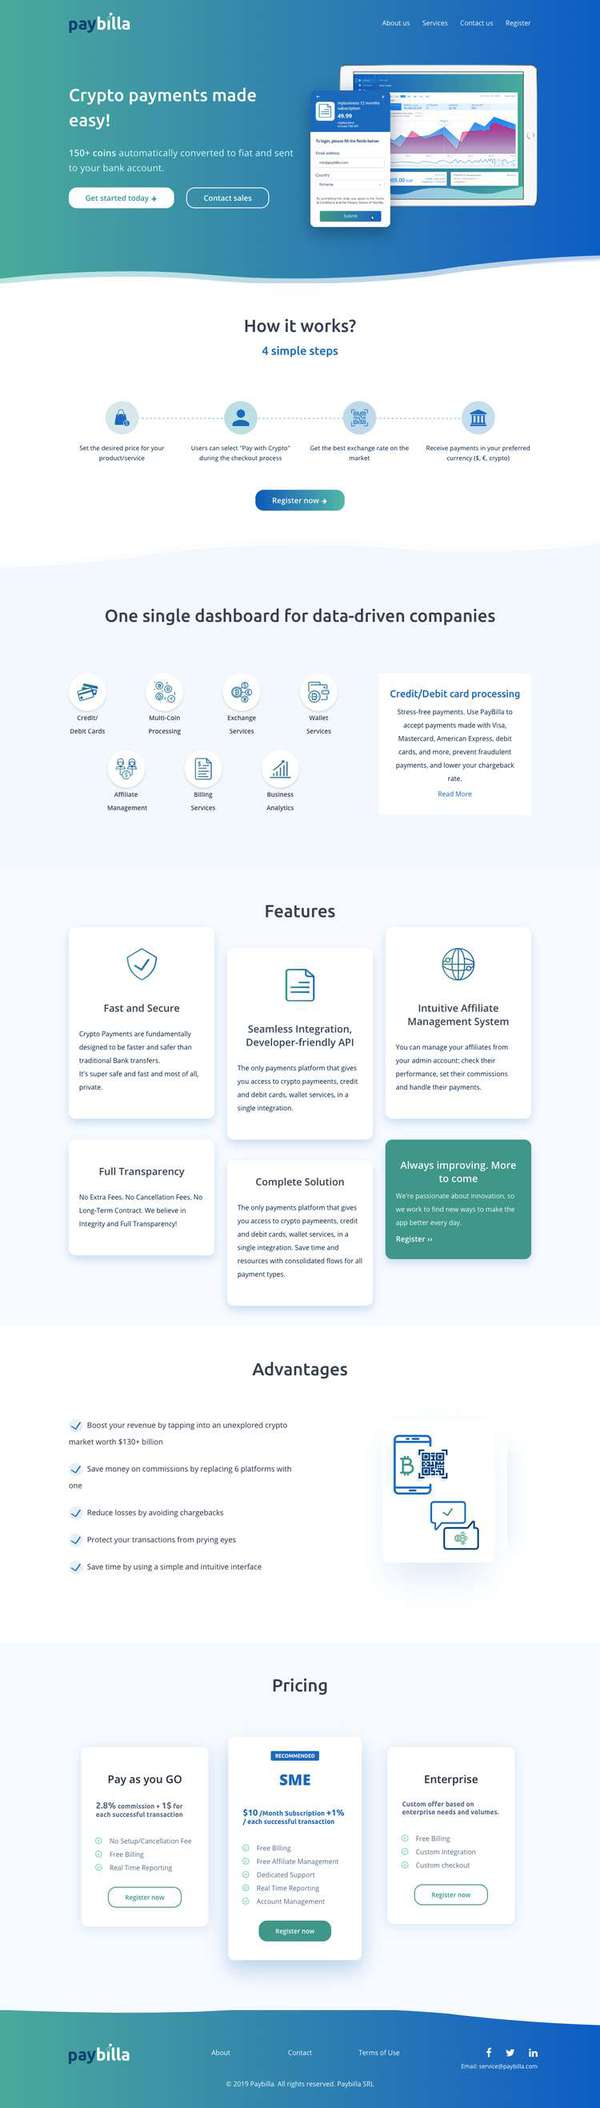 paybilla
About us Services Contact us Register
Crypto payments made
easy!
150+ coins automatically converted to fiat and sent
to your bank account.
Get started today
Contact sales
49.99
Submit
How it works?
4 simple steps
Set the desired price for your
product/service
Users can select "Pay with Crypto"
during the checkout process
Get the best exchange rate on the
market
Receive payments in your preferred
currency ($, €, crypto)
Register now
One single dashboard for data-driven companies
Credit/
Debit Cards
Multi-Coin
Processing
Exchange
Services
Wallet
Services
Affiliate
Management
Billing
Services
Business
Analytics
Credit/Debit card processing
Stress-free payments. Use PayBilla to
accept payments made with Visa,
Mastercard, American Express, debit
cards, and more, prevent fraudulent
payments, and lower your chargeback
rate.
Read More
Features
Fast and Secure
Crypto Payments are fundamentally
designed to be faster and safer than
traditional Bank transfers.
It's super safe and fast and most of all,
private.
Seamless Integration,
Developer-friendly API
The only payments platform that gives
you access to crypto paymeents, credit
and debit cards, wallet services, in a
single integration.
Intuitive Affiliate
Management System
You can manage your affiliates from
your admin account: check their
performance, set their commissions
and handle their payments.
Full Transparency
No Extra Fees, No Cancellation Fees, No
Long-Term Contract. We believe in
Integrity and Full Transparency!
Complete Solution
The only payments platform that gives
you access to crypto paymeents, credit
and debit cards, wallet services, in a
single integration. Save time and
resources with consolidated flows for all
payment types.
Always improving. More
to come
We're passionate about innovation, so
we work to find new ways to make the
app better every day.
Register ››
Advantages
Boost your revenue by tapping into an unexplored crypto
market worth $130+ billion
Save money on commissions by replacing 6 platforms with
one
Reduce losses by avoiding chargebacks
Protect your transactions from prying eyes
Save time by using a simple and intuitive interface
Pricing
Pay as you GO
2.8% commission + 1$ for
each successful transaction
No Setup/Cancellation Fee
Free Billing
Real Time Reporting
Register now
RECOMMENDED
SME
$10 /Month Subscription +1%
/ each successful transaction
Free Billing
Free Affiliate Management
Dedicated Support
Real Time Reporting
Account Management
Register now
Enterprise
Custom offer based on
enterprise needs and volumes.
Free Billing
Custom Integration
Custom checkout
Register now
paybilla
About Contact Terms of Use
Email: service@paybilla.com
© 2019 Paybilla. All rights reserved. Paybilla SRL